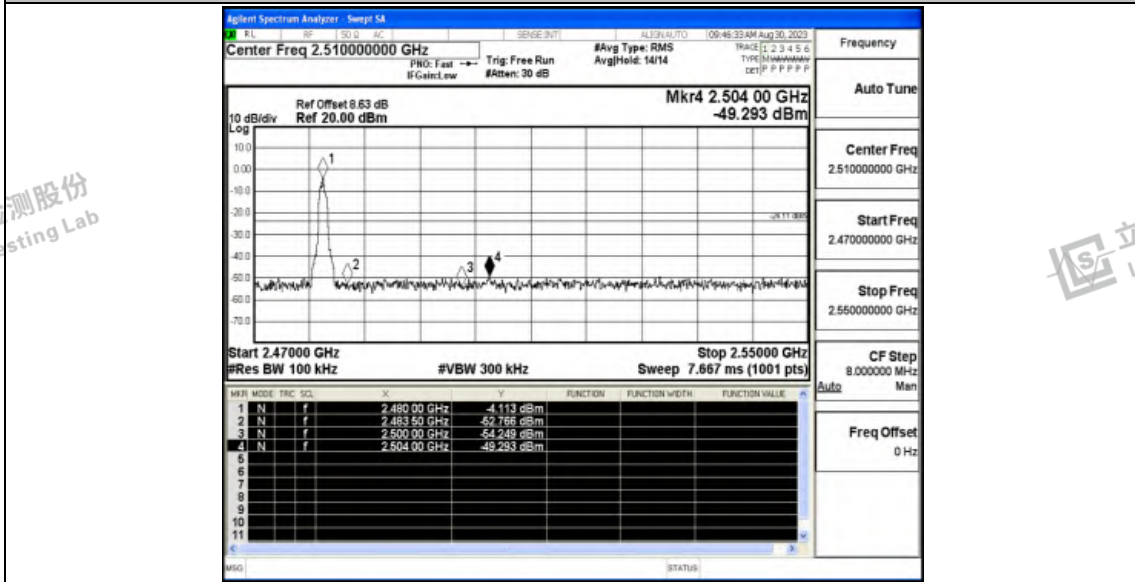 Agilent Spectrum Analyzer - Swept SA
RL RF 50 Ω AC SENSE:INT ALIGNAUTO 09:46:33 AM Aug 30, 2023
Center Freq 2.510000000 GHz
PNO: Fast
IFGain:Low
Trig: Free Run
#Atten: 30 dB
#Avg Type: RMS
Avg|Hold: 14/14
TRACE 1 2 3 4 5 6
TYPE
DET P P P P P P
Mkr4 2.504 00 GHz
-49.293 dBm
Ref Offset 8.63 dB
10 dB/div Ref 20.00 dBm
Log
10.0
0.00
-10.0
-20.0
-30.0
-40.0
-50.0
-60.0
-70.0
1
2
3
4
Start 2.47000 GHz Stop 2.55000 GHz
#Res BW 100 kHz #VBW 300 kHz Sweep 7.667 ms (1001 pts)
MKR MODE TRC SCL X Y FUNCTION FUNCTION WIDTH FUNCTION VALUE
1 N f 2.480 00 GHz -4.113 dBm
2 N f 2.483 50 GHz -52.766 dBm
3 N f 2.500 00 GHz -54.249 dBm
4 N f 2.504 00 GHz -49.293 dBm
5
6
7
8
9
10
11
MSG STATUS
Frequency
Auto Tune
Center Freq
2.510000000 GHz
Start Freq
2.470000000 GHz
Stop Freq
2.550000000 GHz
CF Step
8.000000 MHz
Auto Man
Freq Offset
0 Hz
测股份
sting Lab
立